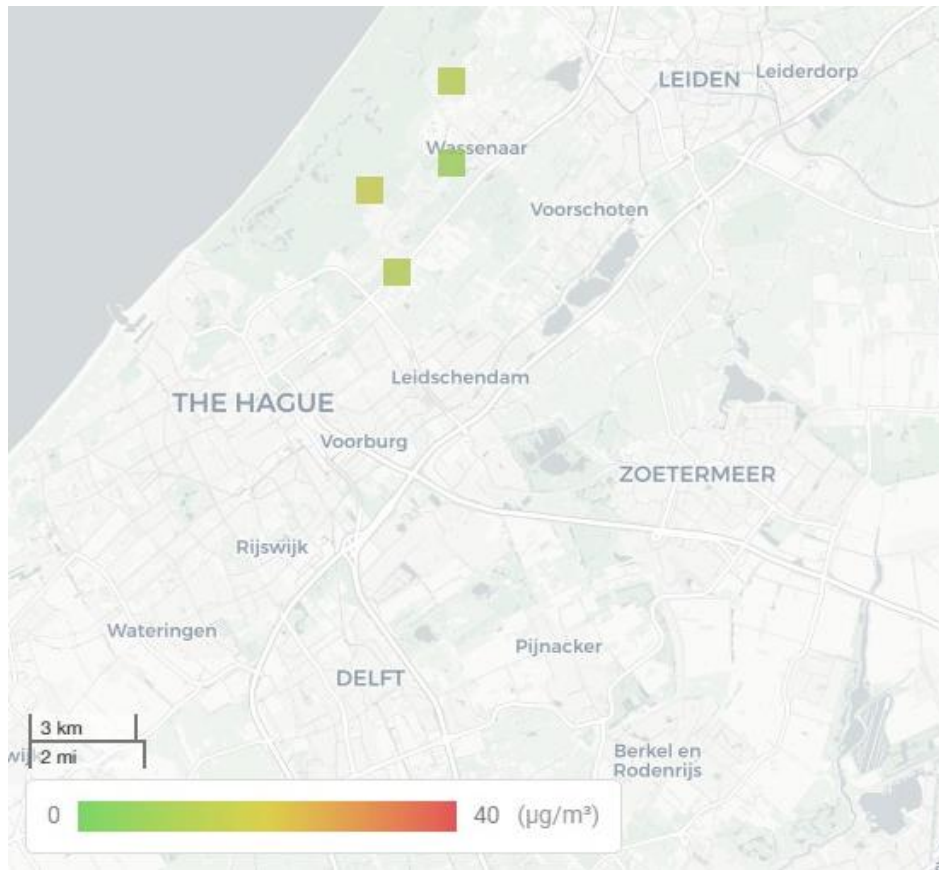 LEIDEN
Leiderdorp
Wassenaar
Voorschoten
Leidschendam
THE HAGUE
Voorburg
ZOETERMEER
Rijswijk
Wateringen
Pijnacker
DELFT
3 km
2 mi
Berkel en
Rodenrijs
0
40 (µg/m³)